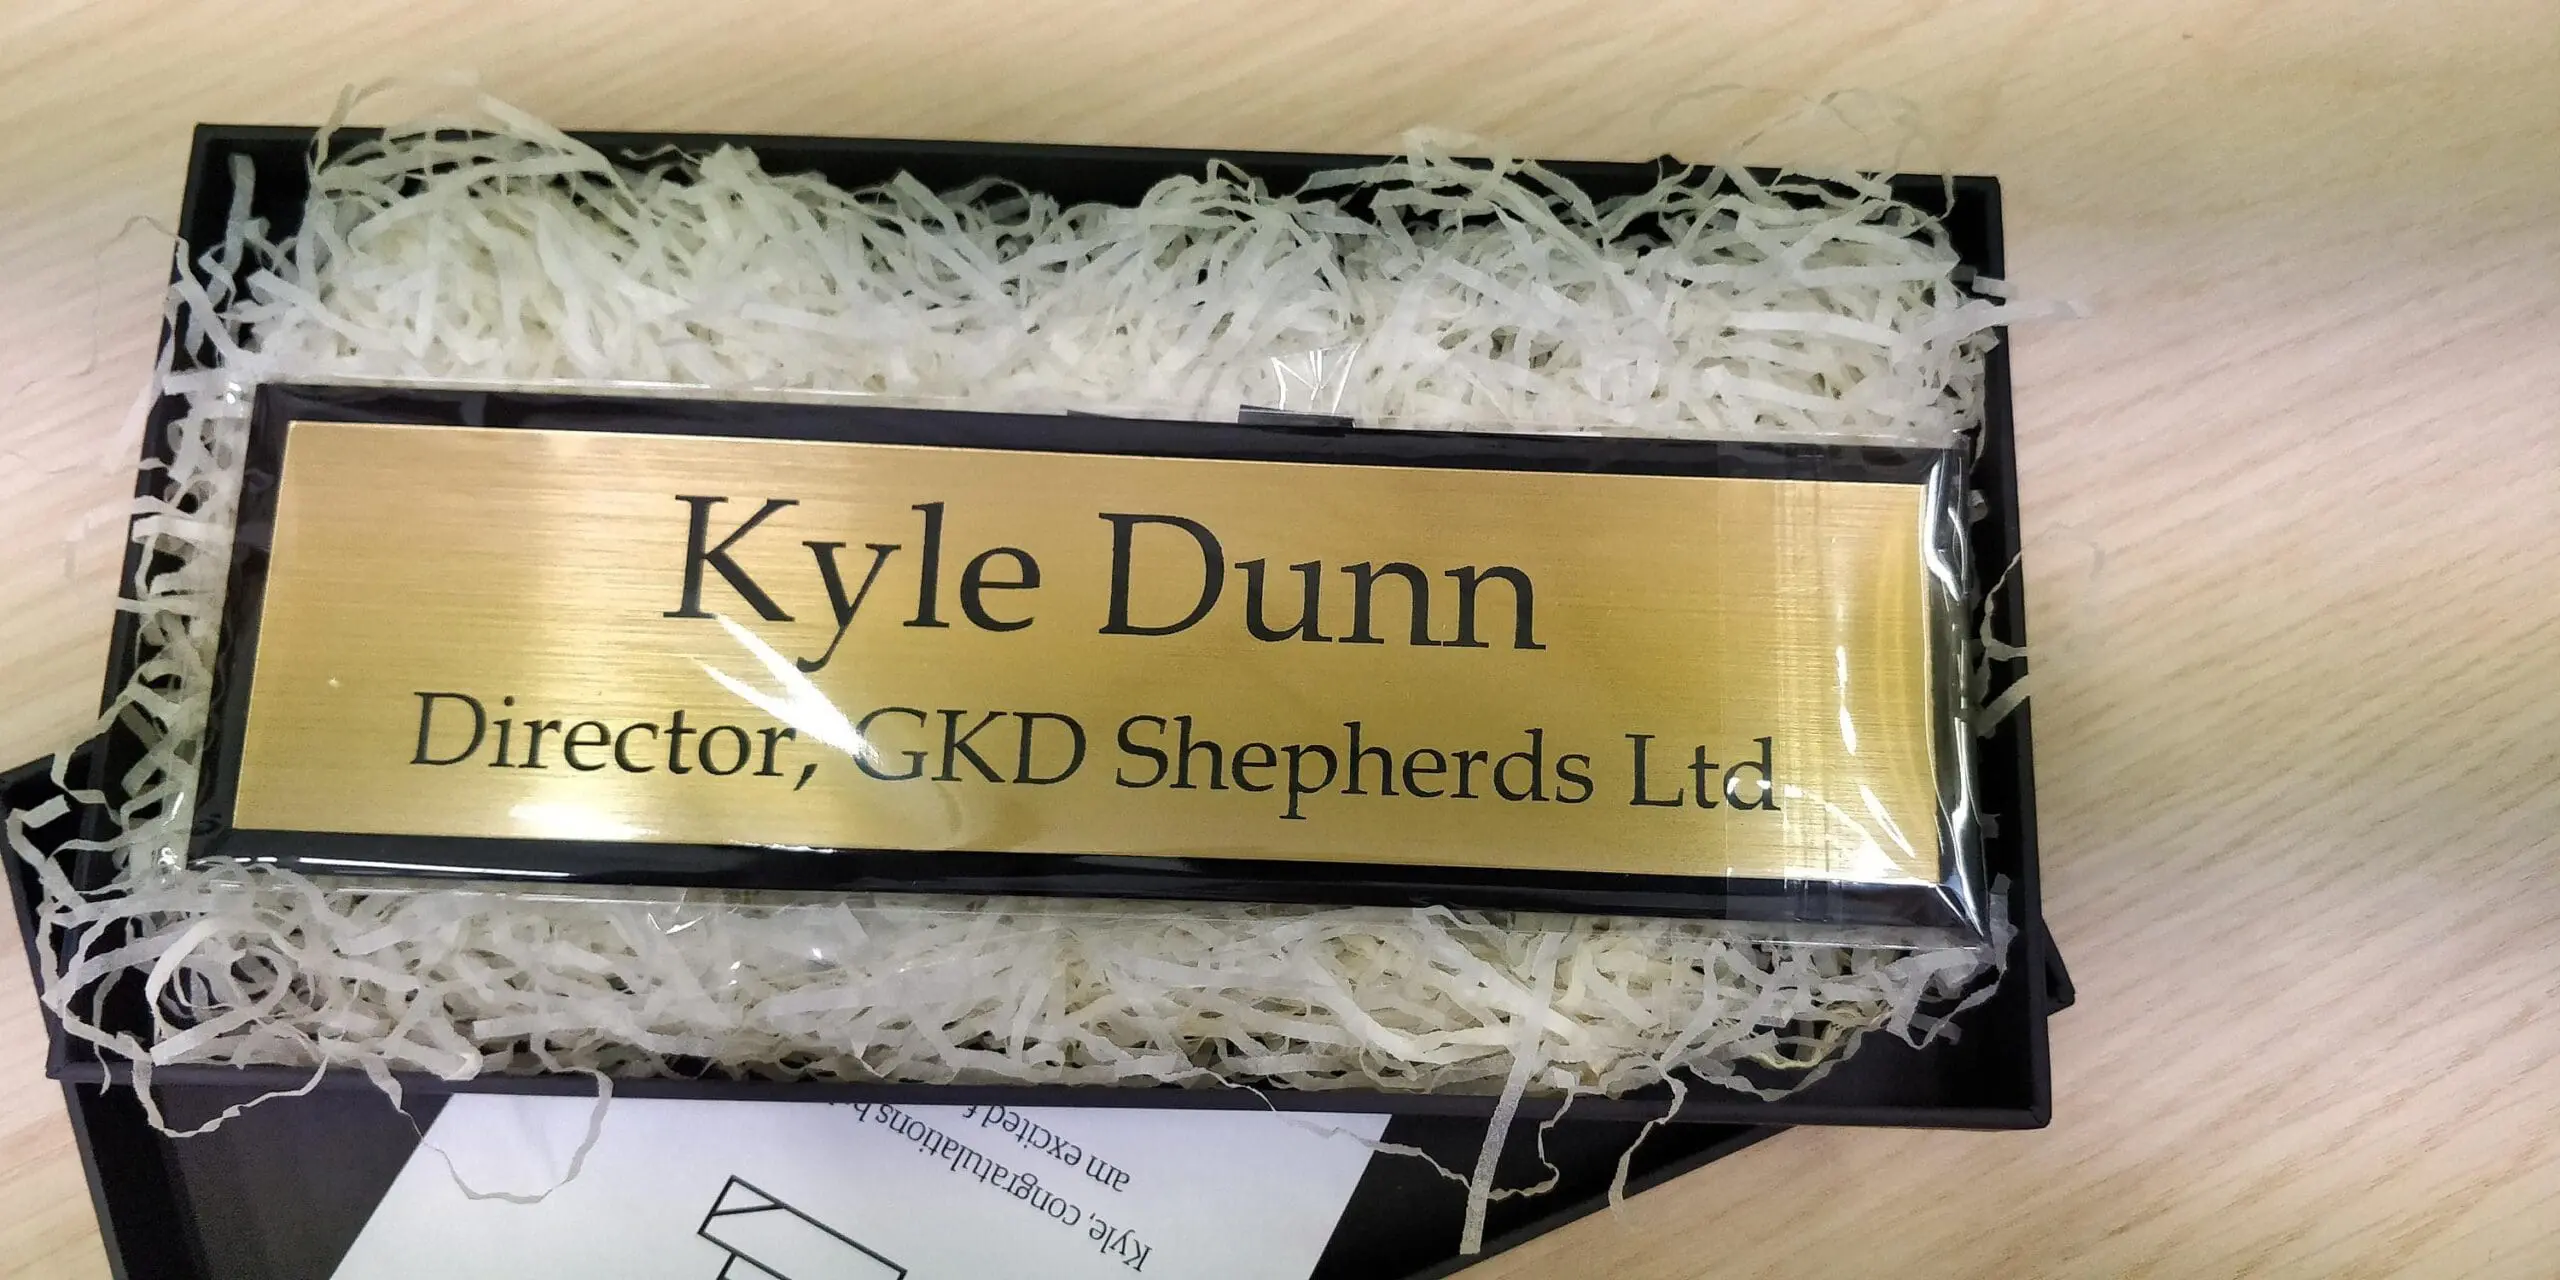 Kyle Dunn
Director, GKD Shepherds Ltd
Kyle, congratulations
am excited